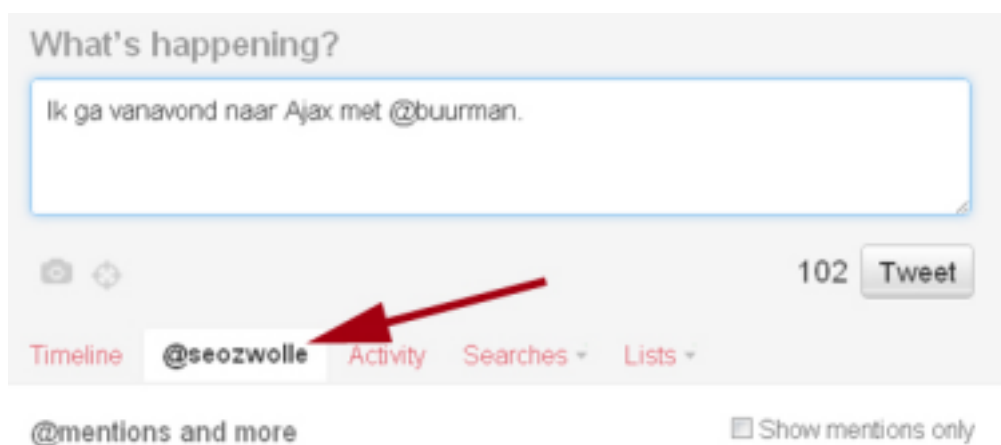 What's happening?
Ik ga vanavond naar Ajax met @buurman.
102 Tweet
Timeline @seozwolle Activity Searches Lists
@mentions and more Show mentions only